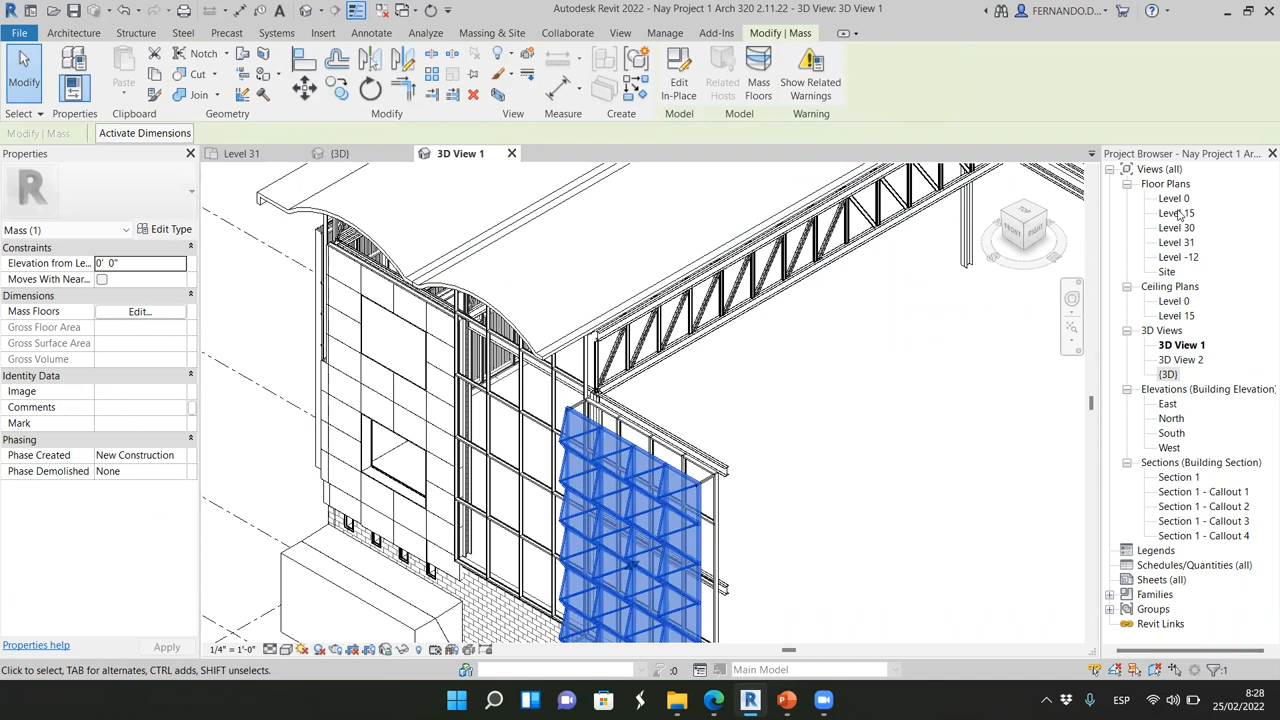 Autodesk Revit 2022 - Nay Project 1 Arch 320 2.11.22 - 3D View: 3D View 1
FERNANDO.D...
File Architecture Structure Steel Precast Systems Insert Annotate Analyze Massing & Site Collaborate View Manage Add-Ins Modify | Mass
Modify
Paste
Notch
Cut
Join
Edit In-Place
Related Hosts
Mass Floors
Show Related Warnings
Select Properties Clipboard Geometry Modify View Measure Create Model Model Warning
Modify | Mass Activate Dimensions
Properties
Level 31 {3D} 3D View 1
Project Browser - Nay Project 1 Ar...
Mass (1) Edit Type
Constraints
Elevation from Le... 0' 0"
Moves With Near...
Dimensions
Mass Floors Edit...
Gross Floor Area
Gross Surface Area
Gross Volume
Identity Data
Image
Comments
Mark
Phasing
Phase Created New Construction
Phase Demolished None
Properties help Apply
TOP
FRONT
RIGHT
Views (all)
Floor Plans
Level 0
Level 15
Level 30
Level 31
Level -12
Site
Ceiling Plans
Level 0
Level 15
3D Views
3D View 1
3D View 2
{3D}
Elevations (Building Elevation)
East
North
South
West
Sections (Building Section)
Section 1
Section 1 - Callout 1
Section 1 - Callout 2
Section 1 - Callout 3
Section 1 - Callout 4
Legends
Schedules/Quantities (all)
Sheets (all)
Families
Groups
Revit Links
1/4" = 1'-0"
Click to select, TAB for alternates, CTRL adds, SHIFT unselects.
:0
Main Model
:1
ESP
8:28
25/02/2022